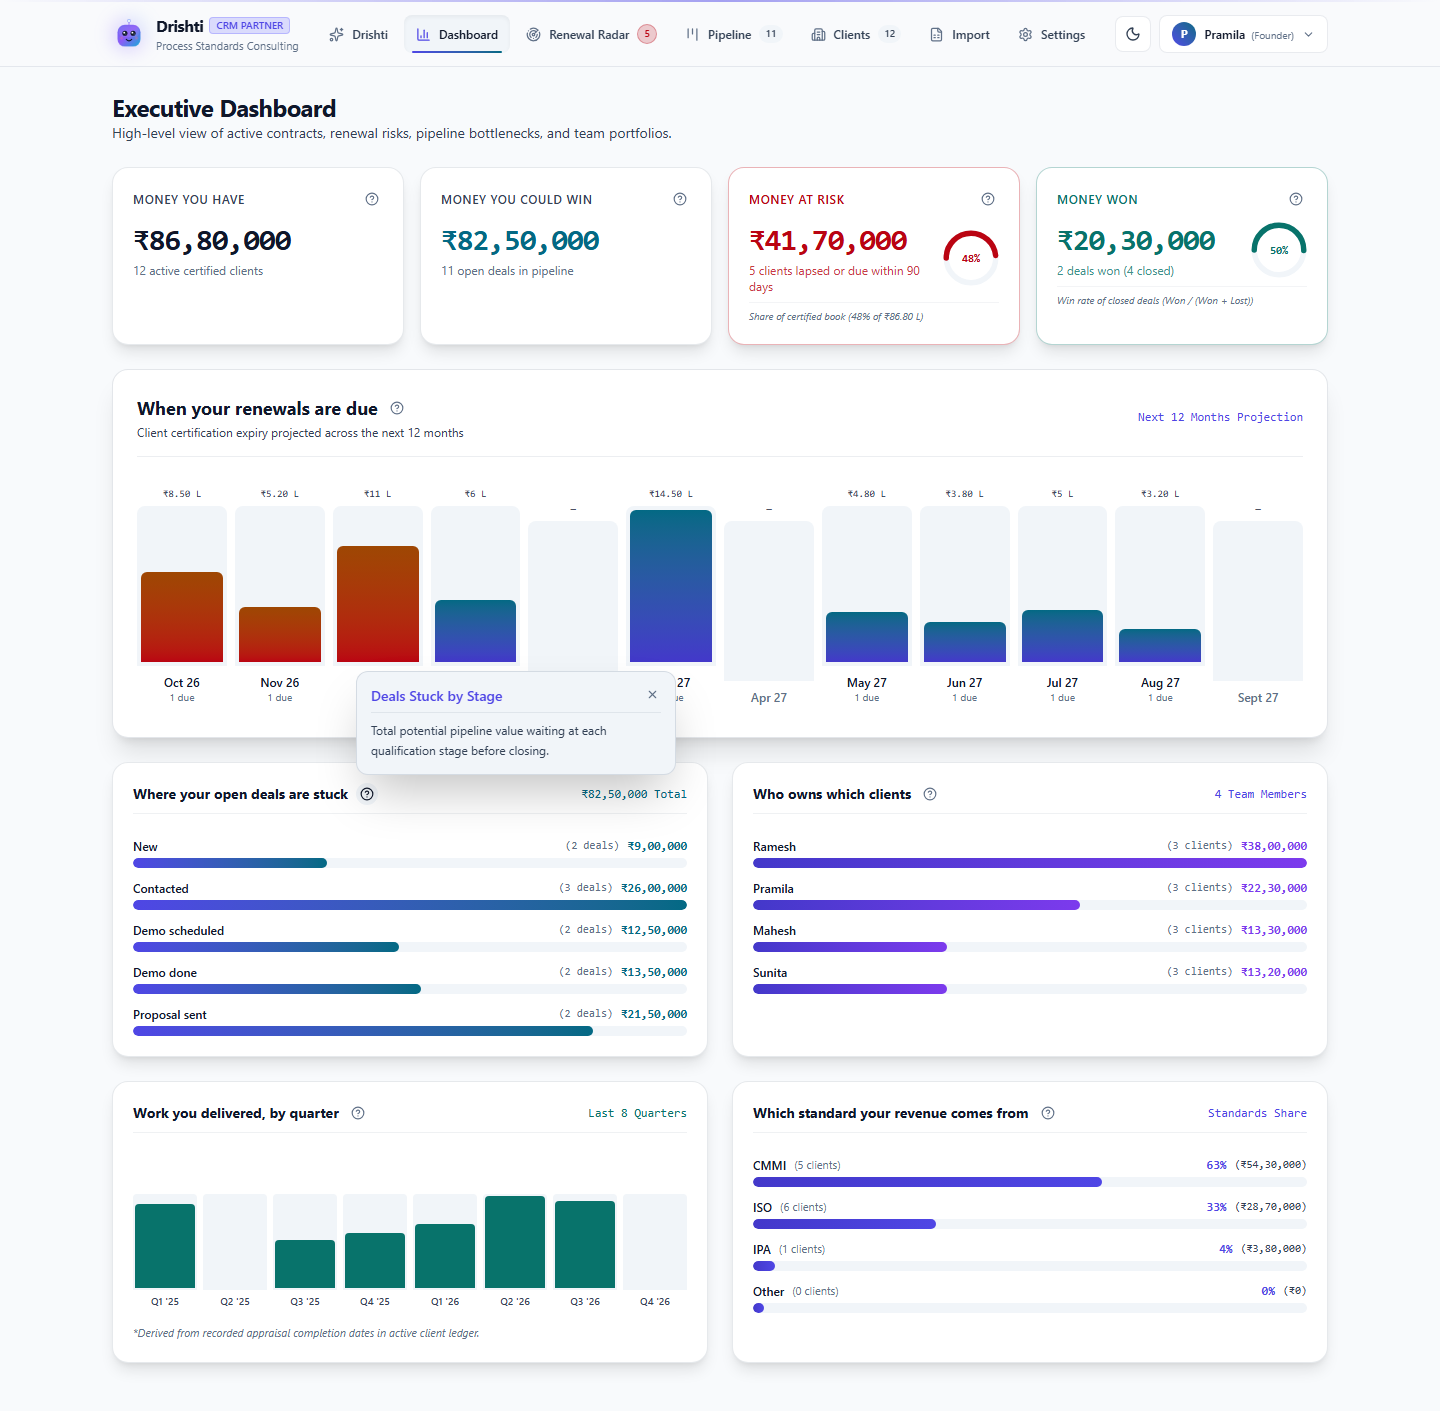 Drishti CRM PARTNER
Process Standards Consulting
Drishti
Dashboard
Renewal Radar 5
Pipeline 11
Clients 12
Import
Settings
P Pramila (Founder)
Executive Dashboard
High-level view of active contracts, renewal risks, pipeline bottlenecks, and team portfolios.
MONEY YOU HAVE
₹86,80,000
12 active certified clients
MONEY YOU COULD WIN
₹82,50,000
11 open deals in pipeline
MONEY AT RISK
₹41,70,000
48%
5 clients lapsed or due within 90
days
Share of certified book (48% of ₹86.80 L)
MONEY WON
₹20,30,000
50%
2 deals won (4 closed)
Win rate of closed deals (Won / (Won + Lost))
When your renewals are due
Client certification expiry projected across the next 12 months
Next 12 Months Projection
₹8.50 L ₹5.20 L ₹11 L ₹6 L – ₹14.50 L – ₹4.80 L ₹3.80 L ₹5 L ₹3.20 L –
Oct 26 Nov 26 27 Apr 27 May 27 Jun 27 Jul 27 Aug 27 Sept 27
1 due 1 due 1 due 1 due 1 due 1 due
Deals Stuck by Stage
Total potential pipeline value waiting at each
qualification stage before closing.
Where your open deals are stuck
₹82,50,000 Total
New (2 deals) ₹9,00,000
Contacted (3 deals) ₹26,00,000
Demo scheduled (2 deals) ₹12,50,000
Demo done (2 deals) ₹13,50,000
Proposal sent (2 deals) ₹21,50,000
Who owns which clients
4 Team Members
Ramesh (3 clients) ₹38,00,000
Pramila (3 clients) ₹22,30,000
Mahesh (3 clients) ₹13,30,000
Sunita (3 clients) ₹13,20,000
Work you delivered, by quarter
Last 8 Quarters
Q1 '25 Q2 '25 Q3 '25 Q4 '25 Q1 '26 Q2 '26 Q3 '26 Q4 '26
*Derived from recorded appraisal completion dates in active client ledger.
Which standard your revenue comes from
Standards Share
CMMI (5 clients) 63% (₹54,30,000)
ISO (6 clients) 33% (₹28,70,000)
IPA (1 clients) 4% (₹3,80,000)
Other (0 clients) 0% (₹0)